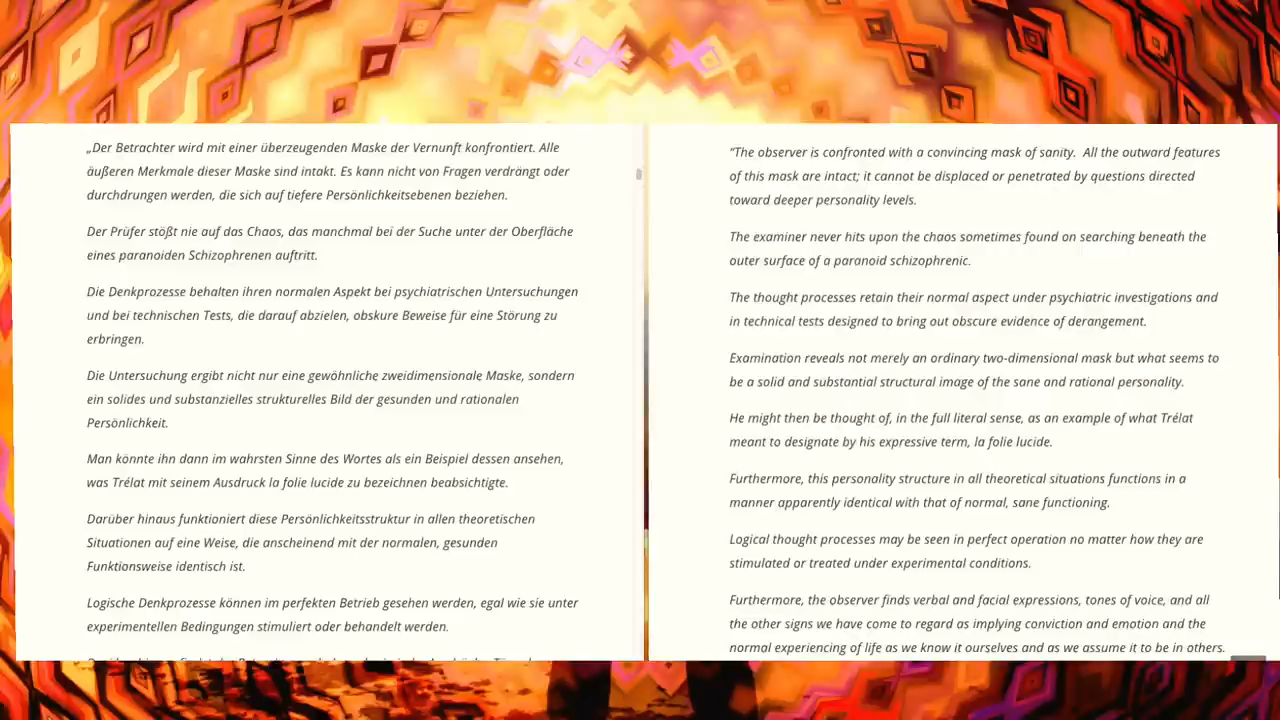 „Der Betrachter wird mit einer überzeugenden Maske der Vernunft konfrontiert. Alle
äußeren Merkmale dieser Maske sind intakt. Es kann nicht von Fragen verdrängt oder
durchdrungen werden, die sich auf tiefere Persönlichkeitsebenen beziehen.
Der Prüfer stößt nie auf das Chaos, das manchmal bei der Suche unter der Oberfläche
eines paranoiden Schizophrenen auftritt.
Die Denkprozesse behalten ihren normalen Aspekt bei psychiatrischen Untersuchungen
und bei technischen Tests, die darauf abzielen, obskure Beweise für eine Störung zu
erbringen.
Die Untersuchung ergibt nicht nur eine gewöhnliche zweidimensionale Maske, sondern
ein solides und substanzielles strukturelles Bild der gesunden und rationalen
Persönlichkeit.
Man könnte ihn dann im wahrsten Sinne des Wortes als ein Beispiel dessen ansehen,
was Trélat mit seinem Ausdruck la folie lucide zu bezeichnen beabsichtigte.
Darüber hinaus funktioniert diese Persönlichkeitsstruktur in allen theoretischen
Situationen auf eine Weise, die anscheinend mit der normalen, gesunden
Funktionsweise identisch ist.
Logische Denkprozesse können im perfekten Betrieb gesehen werden, egal wie sie unter
experimentellen Bedingungen stimuliert oder behandelt werden.
"The observer is confronted with a convincing mask of sanity. All the outward features
of this mask are intact; it cannot be displaced or penetrated by questions directed
toward deeper personality levels.
The examiner never hits upon the chaos sometimes found on searching beneath the
outer surface of a paranoid schizophrenic.
The thought processes retain their normal aspect under psychiatric investigations and
in technical tests designed to bring out obscure evidence of derangement.
Examination reveals not merely an ordinary two-dimensional mask but what seems to
be a solid and substantial structural image of the sane and rational personality.
He might then be thought of, in the full literal sense, as an example of what Trélat
meant to designate by his expressive term, la folie lucide.
Furthermore, this personality structure in all theoretical situations functions in a
manner apparently identical with that of normal, sane functioning.
Logical thought processes may be seen in perfect operation no matter how they are
stimulated or treated under experimental conditions.
Furthermore, the observer finds verbal and facial expressions, tones of voice, and all
the other signs we have come to regard as implying conviction and emotion and the
normal experiencing of life as we know it ourselves and as we assume it to be in others.